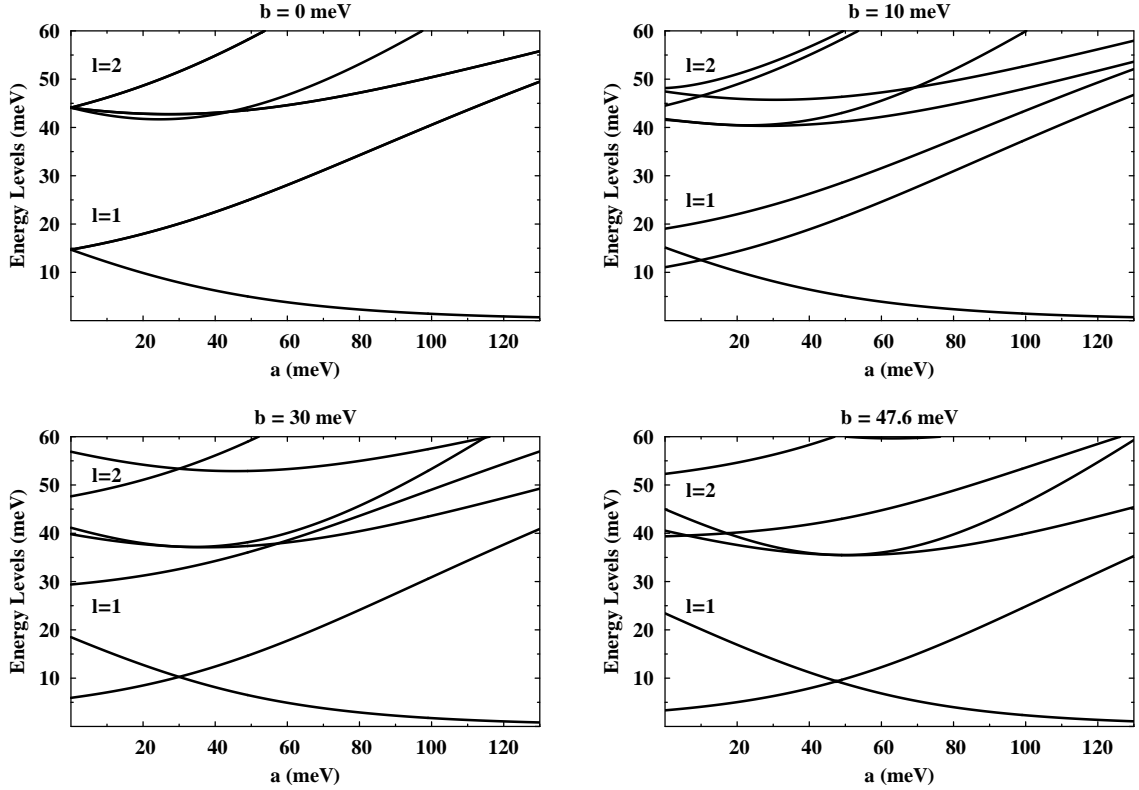 b = 0 meV
60
50
40
30
20
10
Energy Levels (meV)
l=2
l=1
20 40 60 80 100 120
a (meV)
b = 10 meV
60
50
40
30
20
10
Energy Levels (meV)
l=2
l=1
20 40 60 80 100 120
a (meV)
b = 30 meV
60
50
40
30
20
10
Energy Levels (meV)
l=2
l=1
20 40 60 80 100 120
a (meV)
b = 47.6 meV
60
50
40
30
20
10
Energy Levels (meV)
l=2
l=1
20 40 60 80 100 120
a (meV)